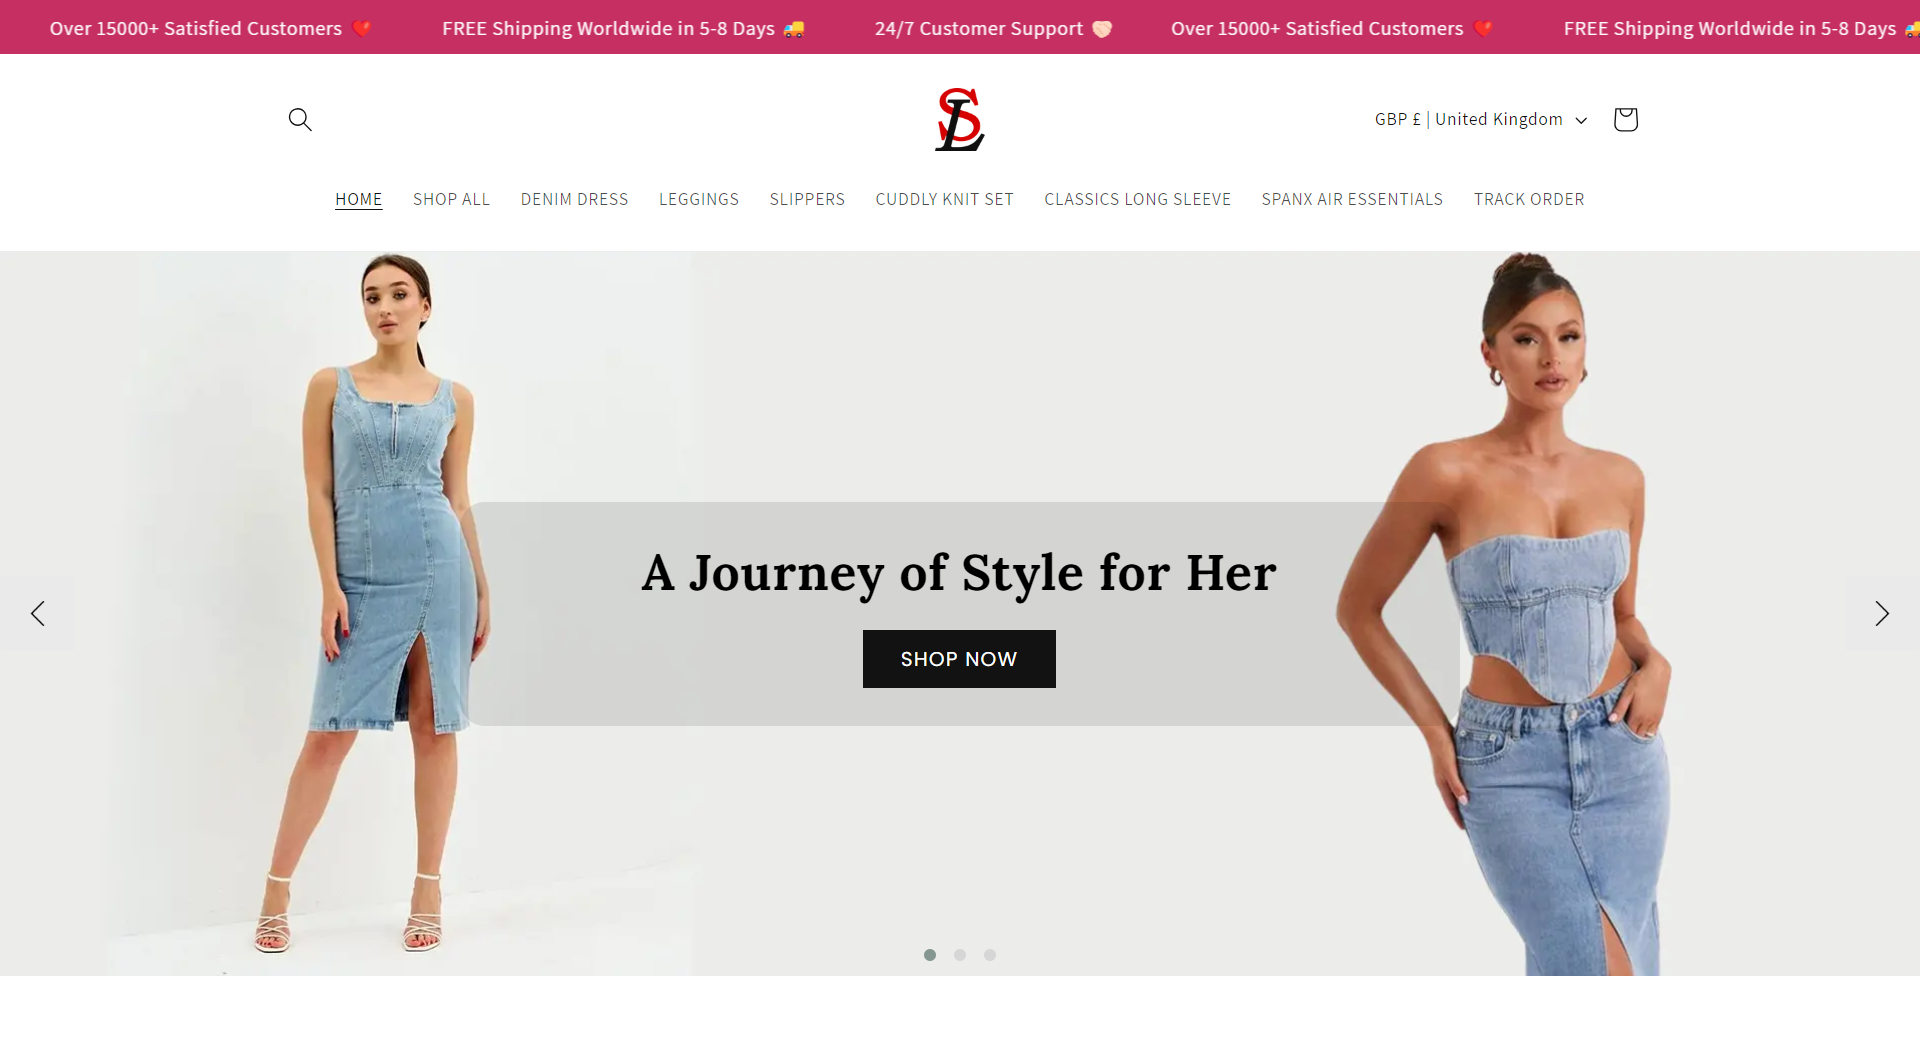 Over 15000+ Satisfied Customers ❤️ FREE Shipping Worldwide in 5-8 Days 🚚 24/7 Customer Support 🤝🏻 Over 15000+ Satisfied Customers ❤️ FREE Shipping Worldwide in 5-8 Days 🚚
SL
GBP £ | United Kingdom
HOME SHOP ALL DENIM DRESS LEGGINGS SLIPPERS CUDDLY KNIT SET CLASSICS LONG SLEEVE SPANX AIR ESSENTIALS TRACK ORDER
A Journey of Style for Her
SHOP NOW